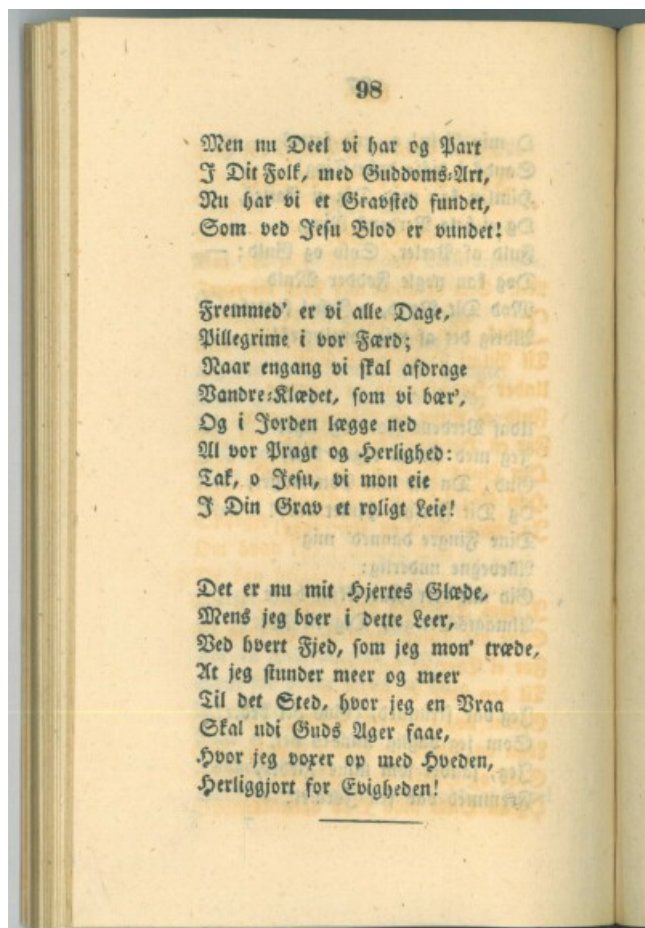 98
Men nu Deel vi har og Part
I Dit Folk, med Guddoms-Art,
Nu har vi et Gravsted fundet,
Som ved Jesu Blod er vundet!
Fremmed' er vi alle Dage,
Pillegrime i vor Færd;
Naar engang vi skal afdrage
Vandre-Klædet, som vi bær',
Og i Jorden lægge ned
Al vor Pragt og Herlighed:
Tak, o Jesu, vi mon eie
I Din Grav et roligt Leie!
Det er nu mit Hjertes Glæde,
Mens jeg boer i dette Leer,
Ved hvert Fjed, som jeg mon' træde,
At jeg stunder meer og meer
Til det Sted, hvor jeg en Vraa
Skal udi Guds Ager faae,
Hvor jeg voxer op med Hveden,
Herliggjort for Evigheden!